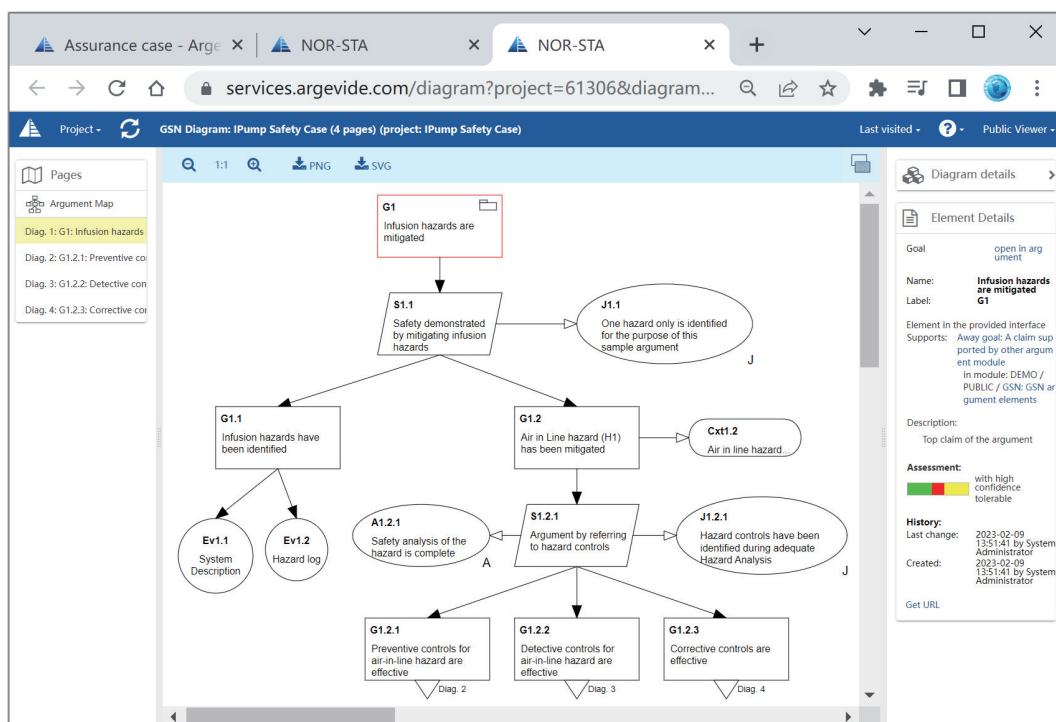 Assurance case - Arge
NOR-STA
NOR-STA
services.argevide.com/diagram?project=61306&diagram...
Project
GSN Diagram: IPump Safety Case (4 pages) (project: IPump Safety Case)
Last visited
?
Public Viewer
Pages
Argument Map
Diag. 1: G1: Infusion hazards
Diag. 2: G1.2.1: Preventive co
Diag. 3: G1.2.2: Detective con
Diag. 4: G1.2.3: Corrective co
1:1
PNG
SVG
G1
Infusion hazards are
mitigated
S1.1
Safety demonstrated
by mitigating infusion
hazards
J1.1
One hazard only is identified
for the purpose of this
sample argument
J
G1.1
Infusion hazards have
been identified
G1.2
Air in Line hazard (H1)
has been mitigated
Cxt1.2
Air in line hazard...
Ev1.1
System
Description
Ev1.2
Hazard log
A1.2.1
Safety analysis of the
hazard is complete
A
S1.2.1
Argument by referring
to hazard controls
J1.2.1
Hazard controls have been
identified during adequate
Hazard Analysis
J
G1.2.1
Preventive controls for
air-in-line hazard are
effective
Diag. 2
G1.2.2
Detective controls for
air-in-line hazard are
effective
Diag. 3
G1.2.3
Corrective controls are
effective
Diag. 4
Diagram details
Element Details
Goal
open in arg
ument
Name:
Infusion hazards
are mitigated
Label:
G1
Element in the provided interface
Supports:
Away goal: A claim sup
ported by other argum
ent module
in module: DEMO /
PUBLIC / GSN: GSN ar
gument elements
Description:
Top claim of the argument
Assessment:
with high
confidence
tolerable
History:
Last change:
2023-02-09
13:51:41 by System
Administrator
Created:
2023-02-09
13:51:41 by System
Administrator
Get URL